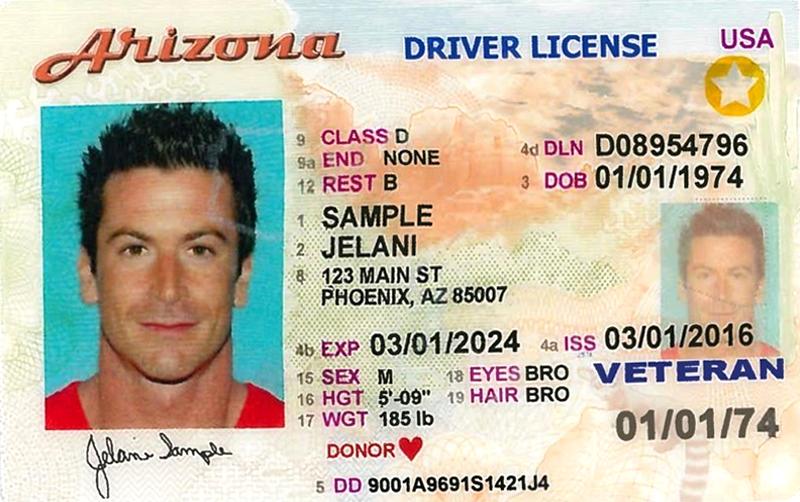 Arizona DRIVER LICENSE USA
9 CLASS D
9a END NONE
4d DLN D08954796
12 REST B
3 DOB 01/01/1974
1 SAMPLE
2 JELANI
8 123 MAIN ST
PHOENIX, AZ 85007
4b EXP 03/01/2024 4a ISS 03/01/2016
15 SEX M 18 EYES BRO
VETERAN
16 HGT 5'-09" 19 HAIR BRO
17 WGT 185 lb
01/01/74
DONOR
Jelani Sample
5 DD 9001A9691S1421J4